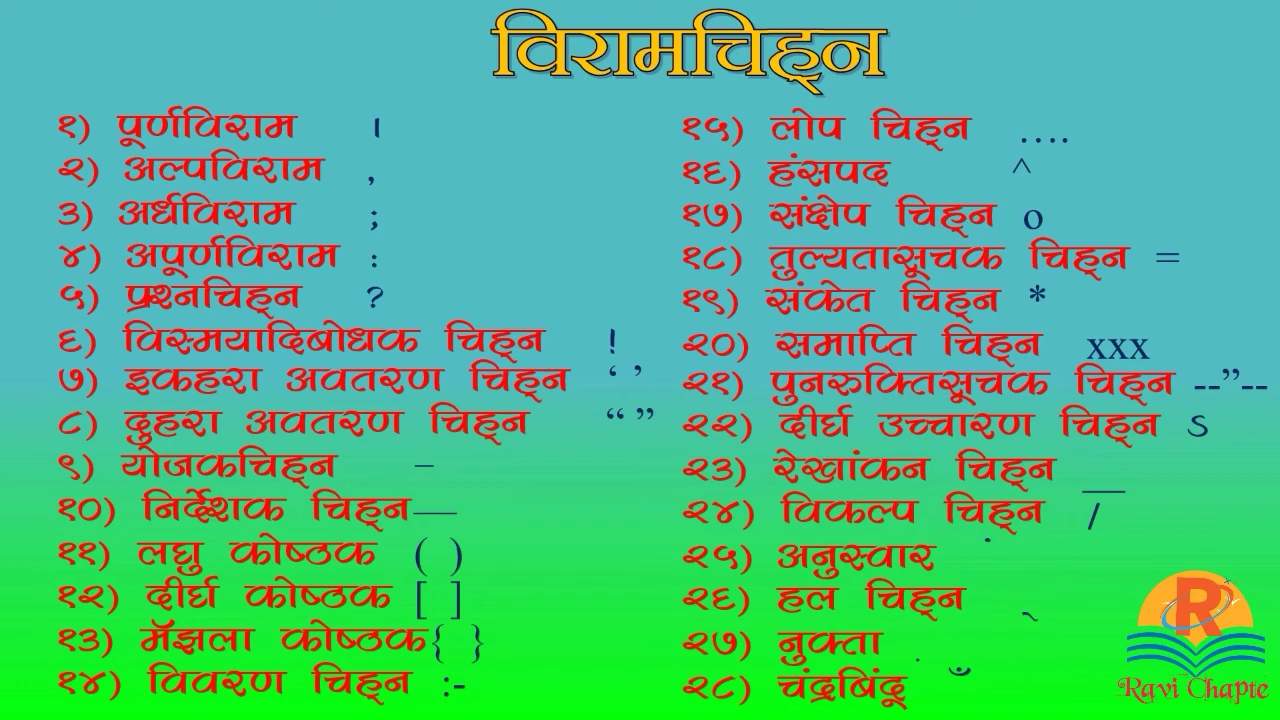 विरामचिह्न
१) पूर्णविराम ।
२) अल्पविराम ,
३) अर्धविराम ;
४) अपूर्णविराम :
५) प्रश्नचिह्न ?
६) विस्मयादिबोधक चिह्न !
७) इकहरा अवतरण चिह्न ‘ ’
८) दुहरा अवतरण चिह्न “ ”
९) योजकचिह्न –
१०) निर्देशक चिह्न —
११) लघु कोष्ठक ( )
१२) दीर्घ कोष्ठक [ ]
१३) मॅझला कोष्ठक { }
१४) विवरण चिह्न :-
१५) लोप चिह्न ....
१६) हंसपद ^
१७) संक्षेप चिह्न o
१८) तुल्यतासूचक चिह्न =
१९) संकेत चिह्न *
२०) समाप्ति चिह्न xxx
२१) पुनरुक्तिसूचक चिह्न --”--
२२) दीर्घ उच्चारण चिह्न ऽ
२३) रेखांकन चिह्न __
२४) विकल्प चिह्न /
२५) अनुस्वार ं
२६) हल चिह्न ्
२७) नुक्ता ़
२८) चंद्रबिंदू ँ
R
Ravi Chapte